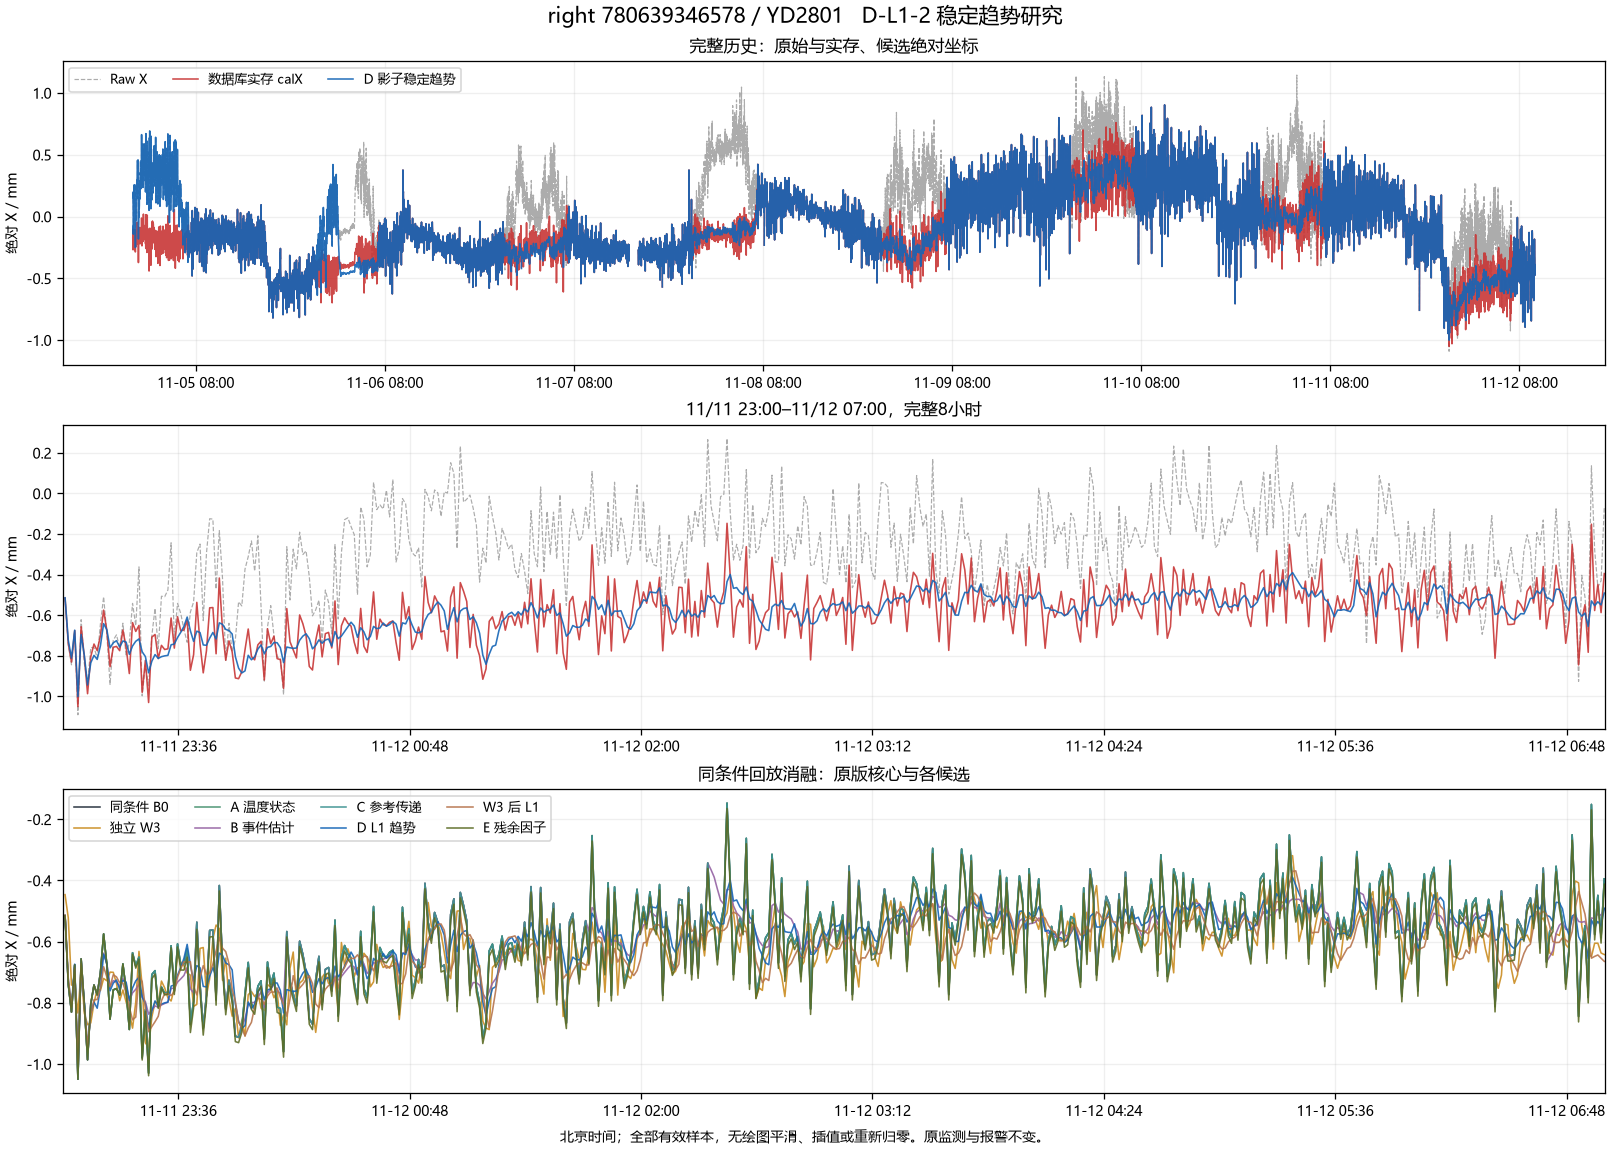 right 780639346578 / YD2801   D-L1-2 稳定趋势研究
完整历史：原始与实存、候选绝对坐标
Raw X
数据库实存 calX
D 影子稳定趋势
绝对 X / mm
1.0
0.5
0.0
-0.5
-1.0
11-05 08:00
11-06 08:00
11-07 08:00
11-08 08:00
11-09 08:00
11-10 08:00
11-11 08:00
11-12 08:00
11/11 23:00–11/12 07:00，完整8小时
绝对 X / mm
0.2
0.0
-0.2
-0.4
-0.6
-0.8
-1.0
11-11 23:36
11-12 00:48
11-12 02:00
11-12 03:12
11-12 04:24
11-12 05:36
11-12 06:48
同条件回放消融：原版核心与各候选
同条件 B0
A 温度状态
C 参考传递
W3 后 L1
独立 W3
B 事件估计
D L1 趋势
E 残余因子
绝对 X / mm
-0.2
-0.4
-0.6
-0.8
-1.0
11-11 23:36
11-12 00:48
11-12 02:00
11-12 03:12
11-12 04:24
11-12 05:36
11-12 06:48
北京时间；全部有效样本，无绘图平滑、插值或重新归零。原监测与报警不变。